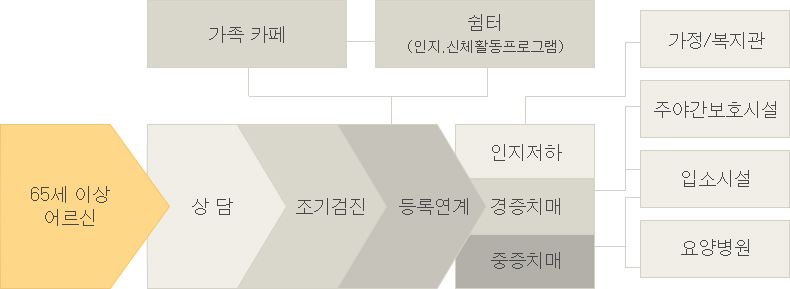 가족 카페
쉼터
(인지.신체활동프로그램)
가정/복지관
주야간보호시설
입소시설
요양병원
65세 이상
어르신
상 담
조기검진
등록연계
인지저하
경증치매
중증치매